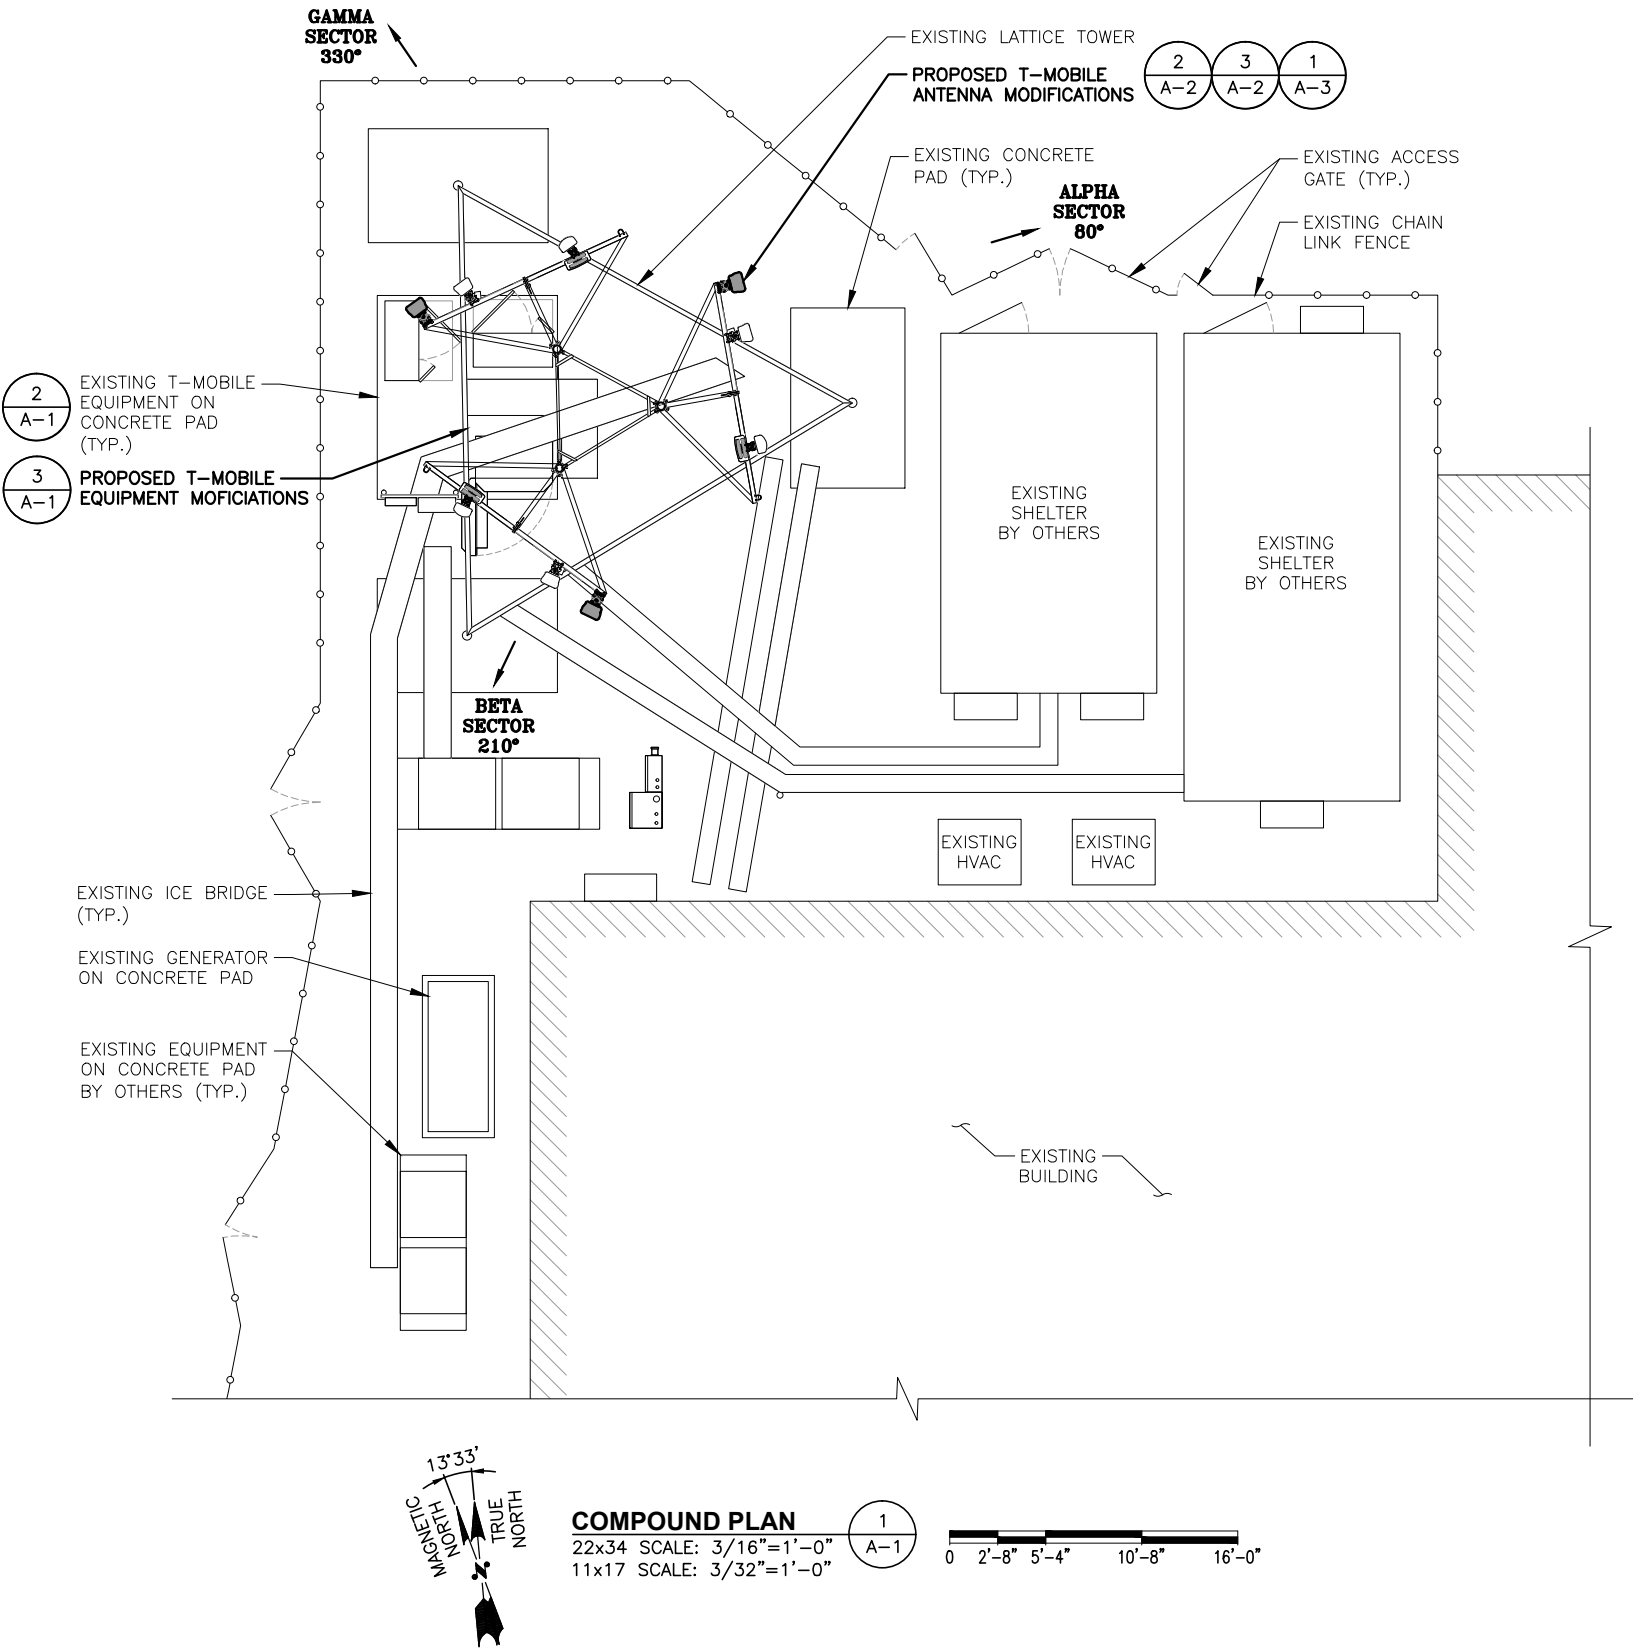 GAMMA
SECTOR
330°
EXISTING LATTICE TOWER
PROPOSED T-MOBILE
ANTENNA MODIFICATIONS
2
A-2
3
A-2
1
A-3
EXISTING CONCRETE
PAD (TYP.)
EXISTING ACCESS
GATE (TYP.)
ALPHA
SECTOR
80°
EXISTING CHAIN
LINK FENCE
2
A-1
EXISTING T-MOBILE
EQUIPMENT ON
CONCRETE PAD
(TYP.)
3
A-1
PROPOSED T-MOBILE
EQUIPMENT MOFICIATIONS
EXISTING
SHELTER
BY OTHERS
EXISTING
SHELTER
BY OTHERS
BETA
SECTOR
210°
EXISTING
HVAC
EXISTING
HVAC
EXISTING ICE BRIDGE
(TYP.)
EXISTING GENERATOR
ON CONCRETE PAD
EXISTING EQUIPMENT
ON CONCRETE PAD
BY OTHERS (TYP.)
EXISTING
BUILDING
13°33'
MAGNETIC
NORTH
TRUE
NORTH
N
COMPOUND PLAN
22x34 SCALE: 3/16"=1'-0"
11x17 SCALE: 3/32"=1'-0"
1
A-1
0 2'-8" 5'-4" 10'-8" 16'-0"